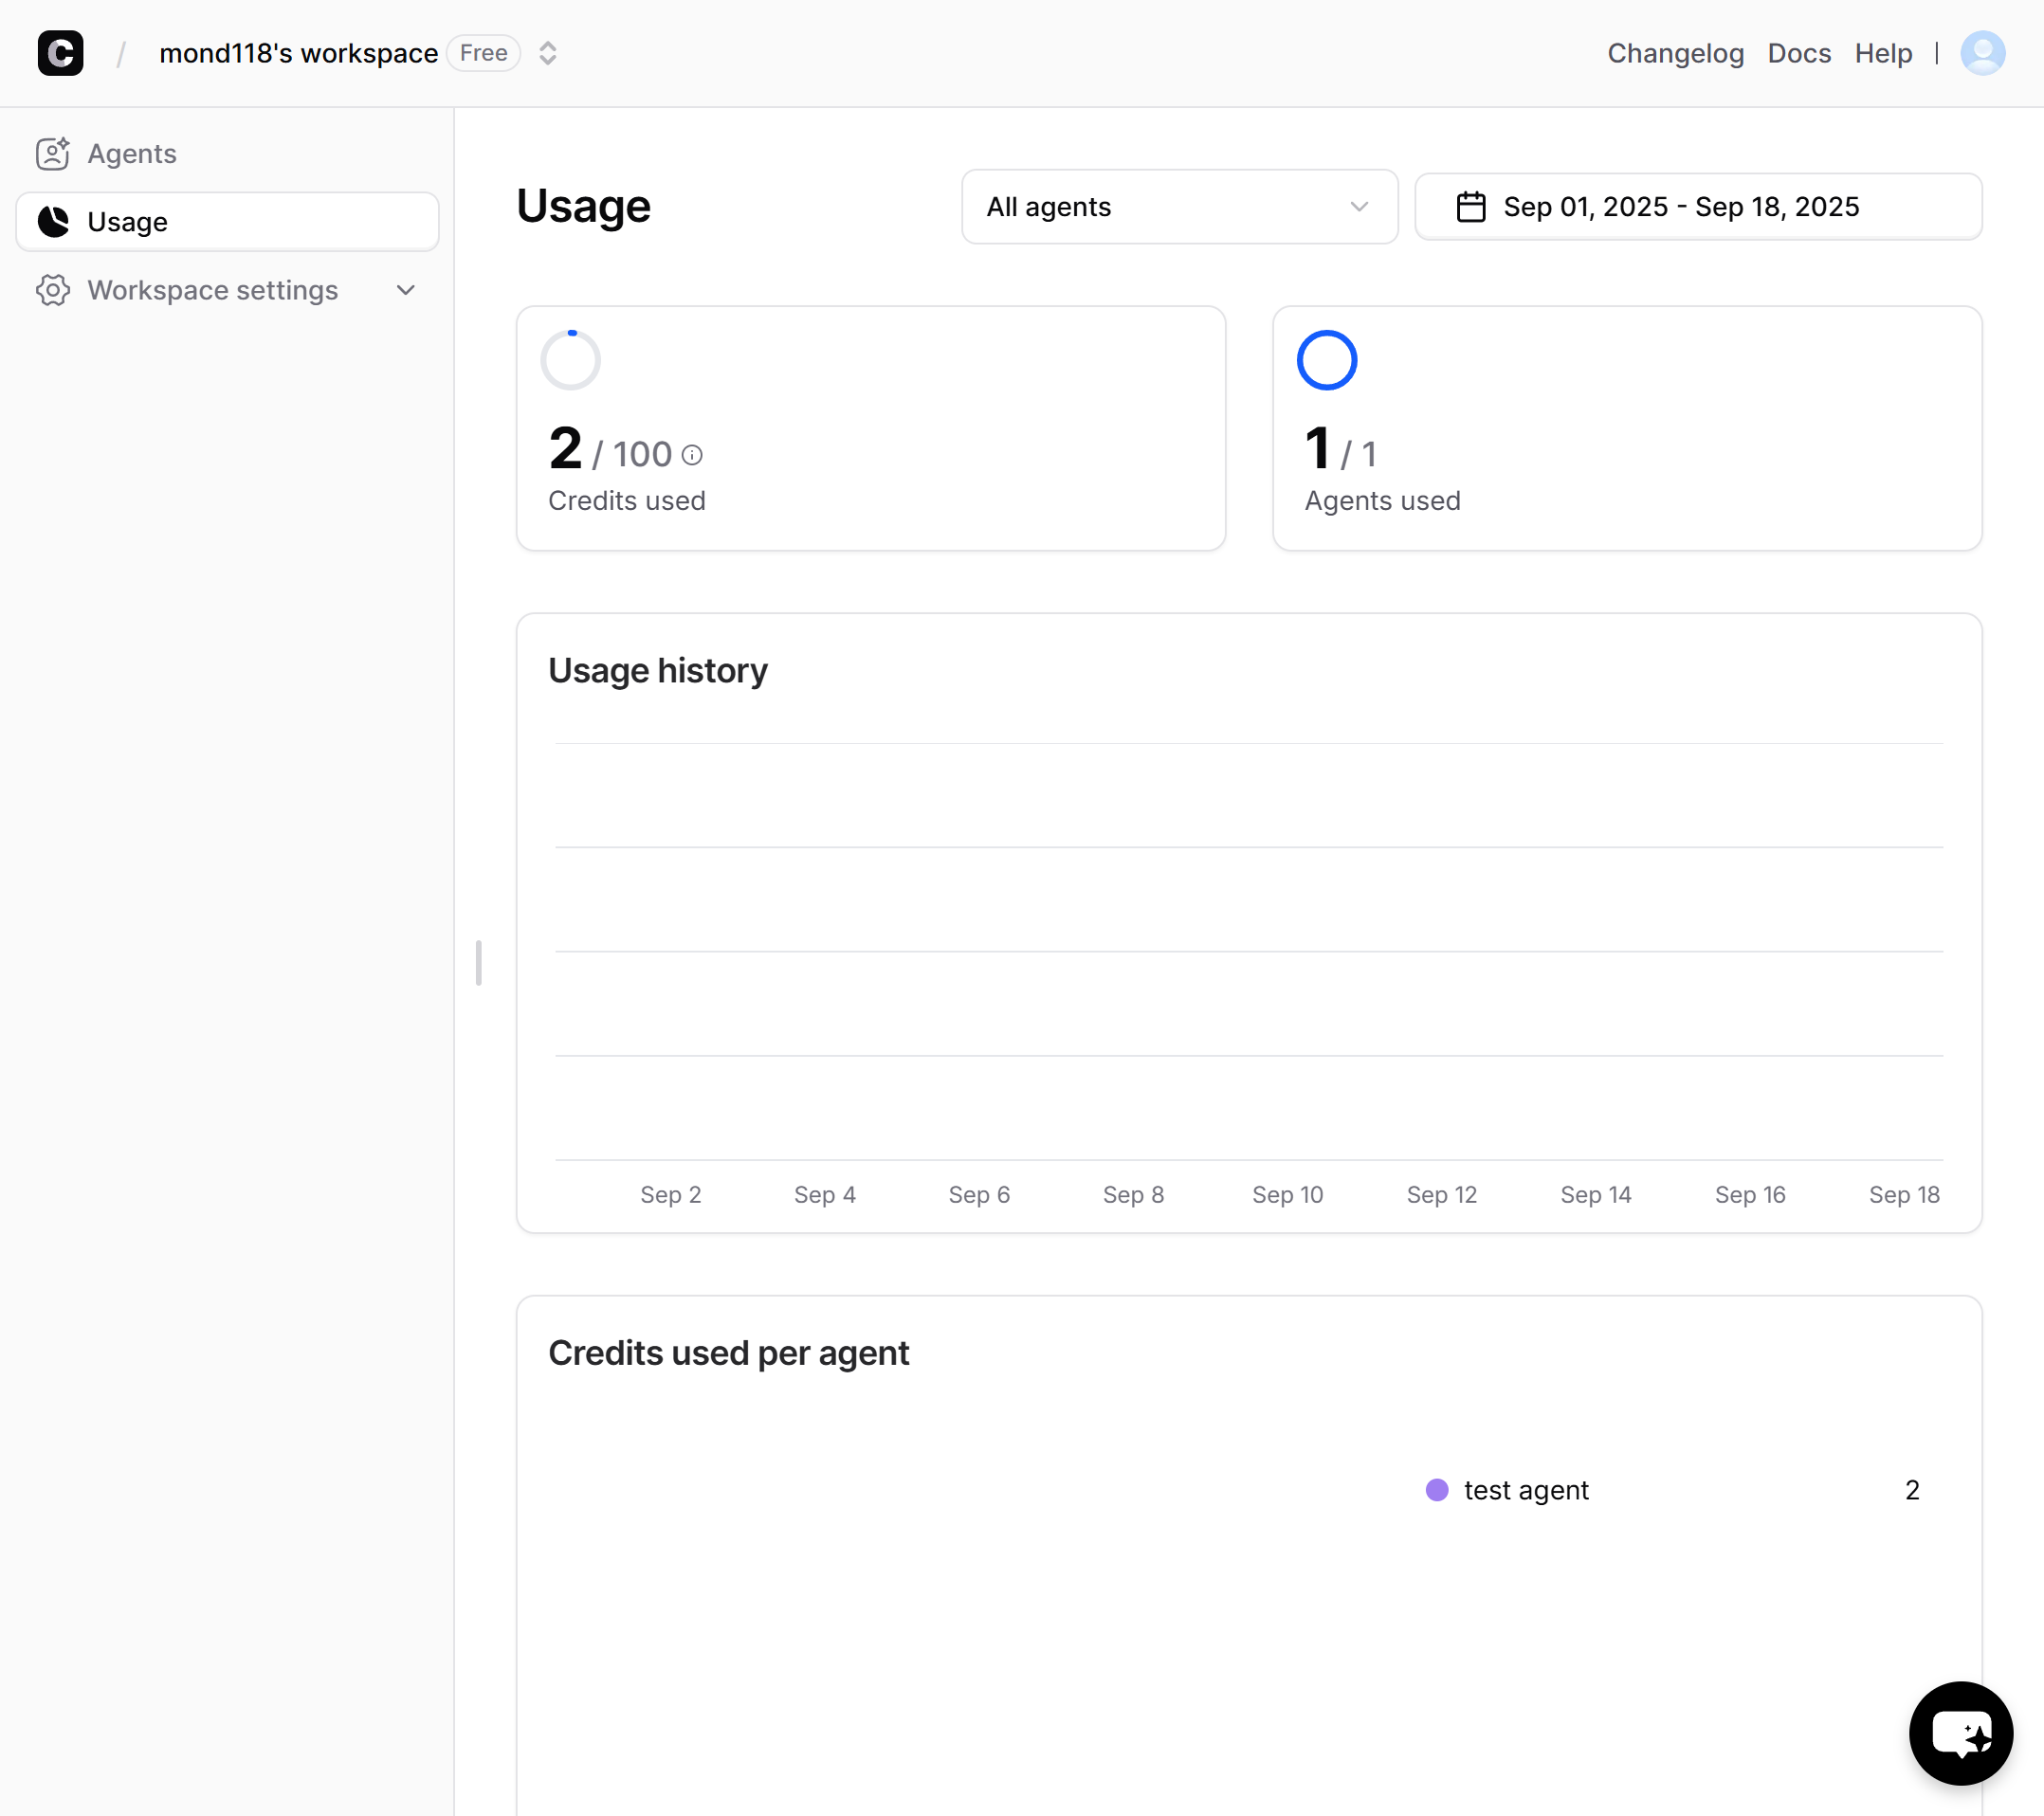 C / mond118's workspace Free
Changelog Docs Help |
Agents
Usage
Workspace settings
Usage
All agents
Sep 01, 2025 - Sep 18, 2025
2 / 100
Credits used
1 / 1
Agents used
Usage history
Sep 2 Sep 4 Sep 6 Sep 8 Sep 10 Sep 12 Sep 14 Sep 16 Sep 18
Credits used per agent
test agent 2